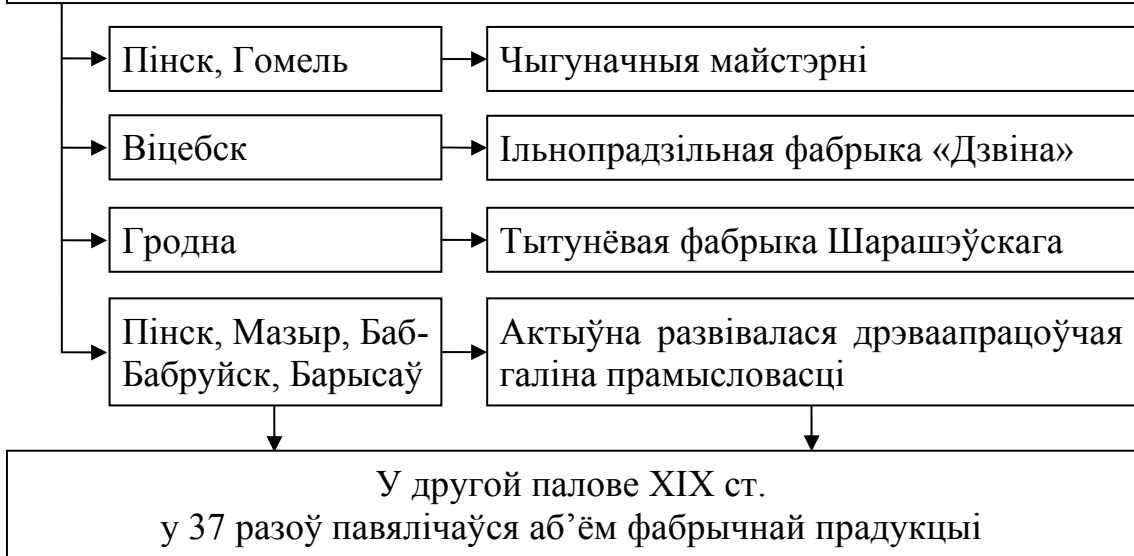 Пінск, Гомель
Чыгуначныя майстэрні
Віцебск
Ільнопрадзільная фабрыка «Дзвіна»
Гродна
Тытунёвая фабрыка Шарашэўскага
Пінск, Мазыр, Баб-
Бабруйск, Барысаў
Актыўна развівалася дрэваапрацоўчая
галіна прамысловасці
У другой палове XIX ст.
у 37 разоў павялічаўся аб’ём фабрычнай прадукцыі